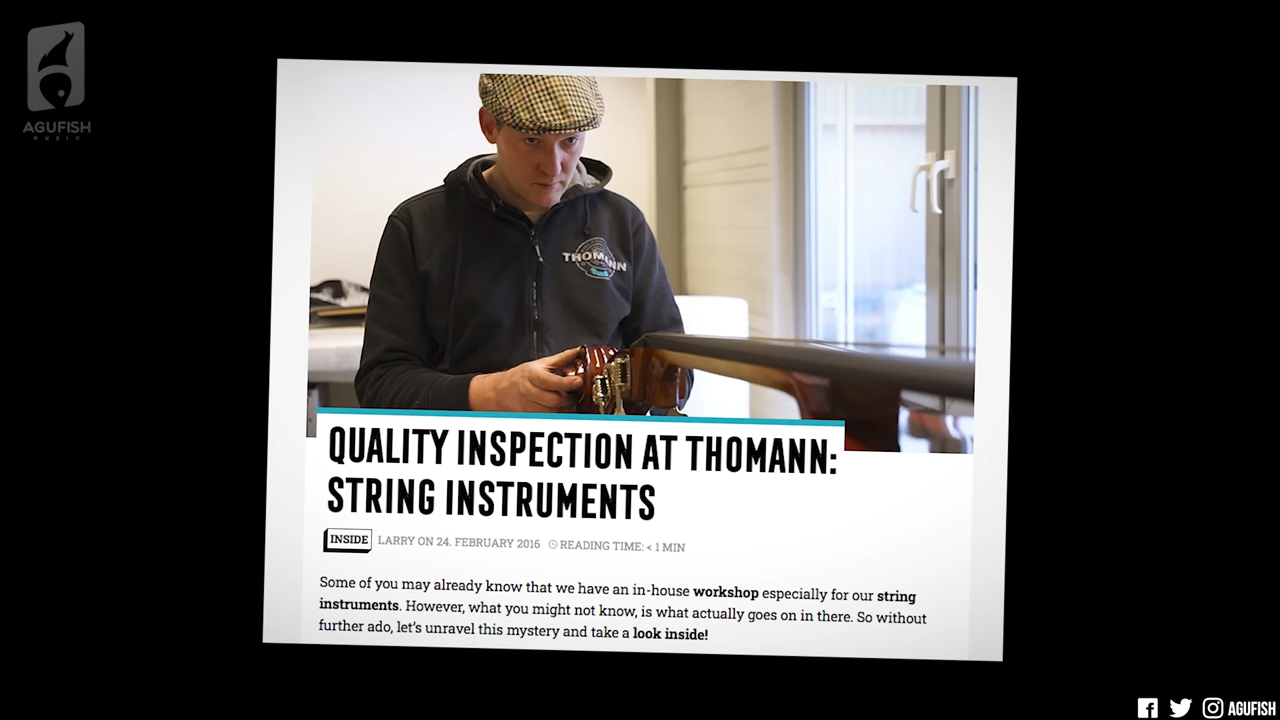 AGUFISH
MUSIC
THOMANN
QUALITY INSPECTION AT THOMANN:
STRING INSTRUMENTS
INSIDE LARRY ON 24. FEBRUARY 2016 READING TIME: < 1 MIN
Some of you may already know that we have an in-house workshop especially for our string
instruments. However, what you might not know, is what actually goes on in there. So without
further ado, let's unravel this mystery and take a look inside!
AGUFISH